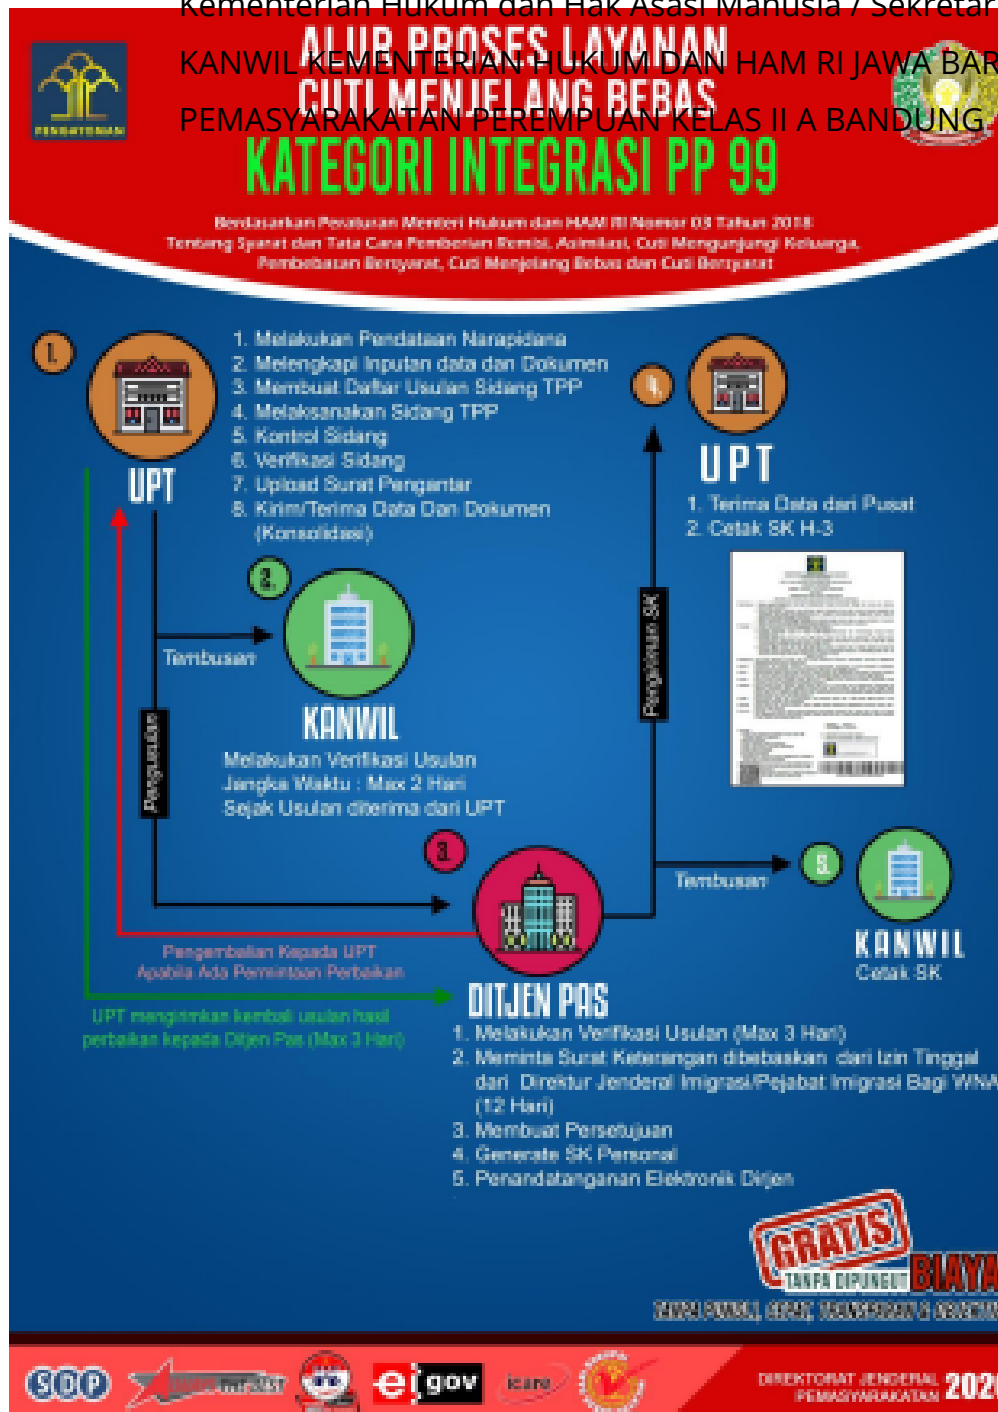 Kementerian Hukum dan Hak Asasi Manusia / Sekretar
KANWIL KEMENTERIAN HUKUM DAN HAM RI JAWA BAR
PEMASYARAKATAN PEREMPUAN KELAS II A BANDUNG
PENGAYOMAN
ALUR PROSES LAYANAN
CUTI MENJELANG BEBAS
KATEGORI INTEGRASI PP 99
Berdasarkan Peraturan Menteri Hukum dan HAM RI Nomor 03 Tahun 2018
Tentang Syarat dan Tata Cara Pemberian Remisi, Asimilasi, Cuti Mengunjungi Keluarga,
Pembebasan Bersyarat, Cuti Menjelang Bebas dan Cuti Bersyarat
1.
UPT
1. Melakukan Pendataan Narapidana
2. Melengkapi Inputan data dan Dokumen
3. Membuat Daftar Usulan Sidang TPP
4. Melaksanakan Sidang TPP
5. Kontrol Sidang
6. Verifikasi Sidang
7. Upload Surat Pengantar
8. Kirim/Terima Data Dan Dokumen
(Konsolidasi)
4.
UPT
1. Terima Data dari Pusat
2. Cetak SK H-3
2.
Tembusan
KANWIL
Melakukan Verifikasi Usulan
Jangka Waktu : Max 2 Hari
Sejak Usulan diterima dari UPT
Pengusulan
Pengiriman SK
3.
Tembusan
5.
KANWIL
Cetak SK
Pengembalian Kepada UPT
Apabila Ada Permintaan Perbaikan
UPT mengirimkan kembali usulan hasil
perbaikan kepada Ditjen Pas (Max 3 Hari)
DITJEN PAS
1. Melakukan Verifikasi Usulan (Max 3 Hari)
2. Meminta Surat Keterangan dibebaskan dari Izin Tinggal
dari Direktur Jenderal Imigrasi/Pejabat Imigrasi Bagi WNA
(12 Hari)
3. Membuat Persetujuan
4. Generate SK Personal
5. Penandatanganan Elektronik Dirjen
GRATIS
TANPA DIPUNGUT BIAYA
SDP
e gov
icare
DIREKTORAT JENDERAL
PEMASYARAKATAN 202